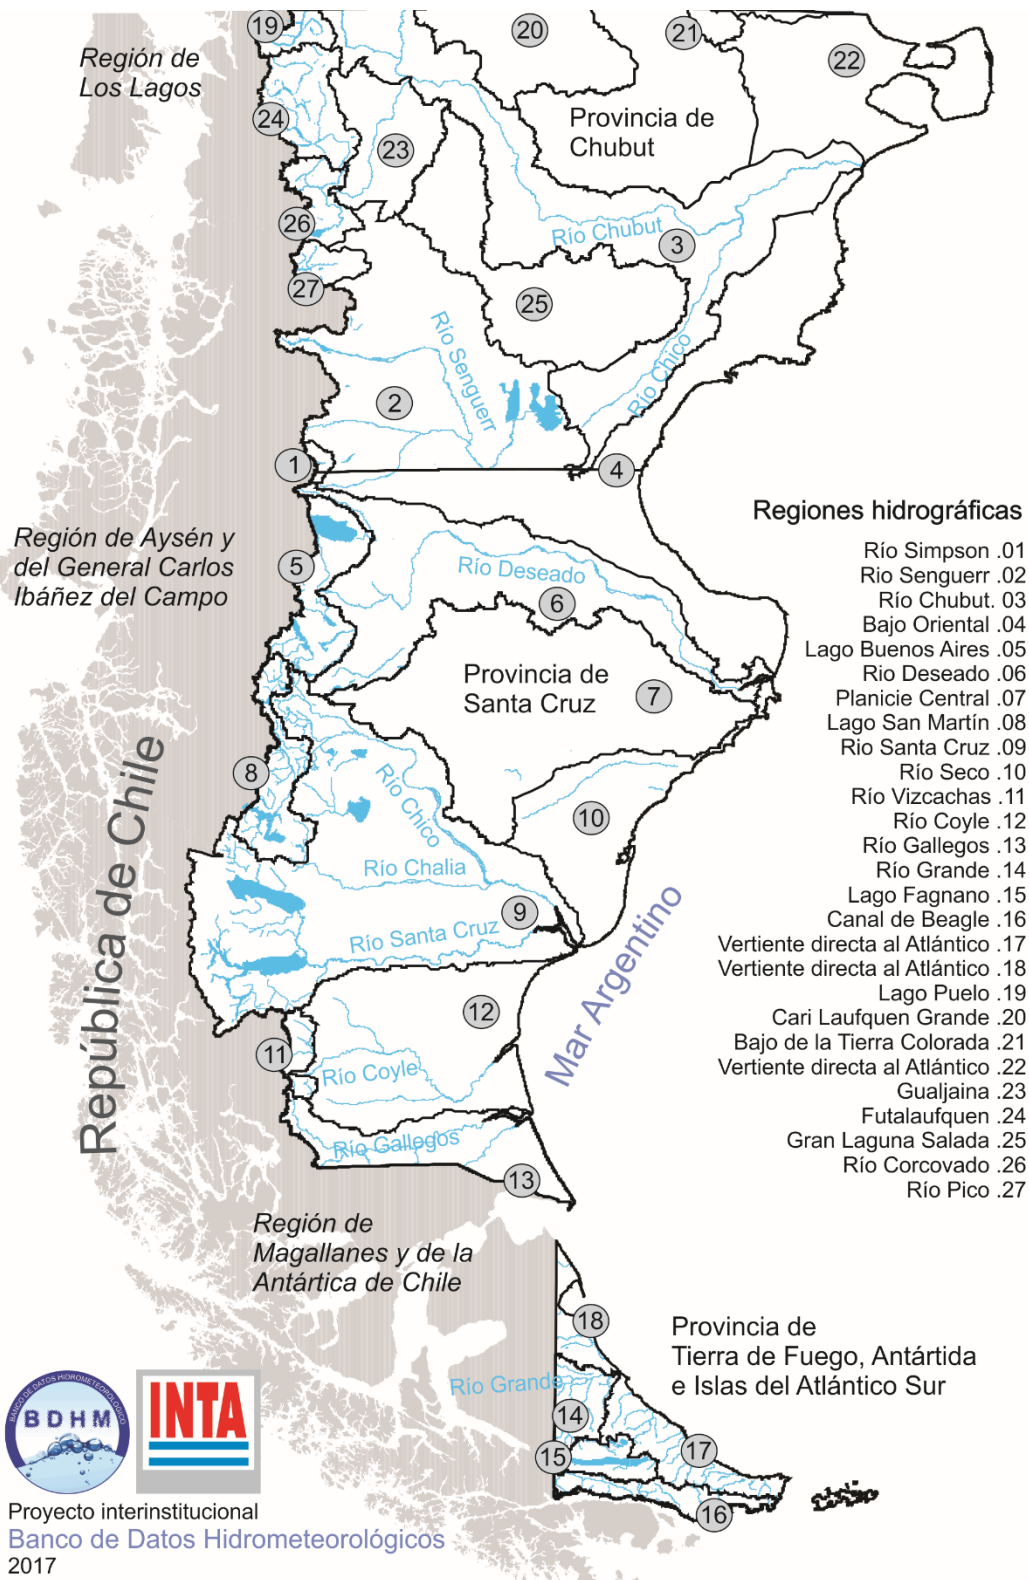 19
20
21
22
Región de
Los Lagos
24
23
Provincia de
Chubut
26
Río Chubut
3
27
25
Río Senguerr
Río Chico
2
1
4
Regiones hidrográficas
Región de Aysén y
del General Carlos
Ibáñez del Campo
5
Río Deseado
6
Río Simpson .01
Rio Senguerr .02
Río Chubut. 03
Bajo Oriental .04
Lago Buenos Aires .05
Rio Deseado .06
Planicie Central .07
Lago San Martín .08
Rio Santa Cruz .09
Río Seco .10
Río Vizcachas .11
Río Coyle .12
Río Gallegos .13
Río Grande .14
Lago Fagnano .15
Canal de Beagle .16
Vertiente directa al Atlántico .17
Vertiente directa al Atlántico .18
Lago Puelo .19
Cari Laufquen Grande .20
Bajo de la Tierra Colorada .21
Vertiente directa al Atlántico .22
Gualjaina .23
Futalaufquen .24
Gran Laguna Salada .25
Río Corcovado .26
Río Pico .27
Provincia de
Santa Cruz
7
República de Chile
8
Río Chico
10
Río Chalia
9
Río Santa Cruz
Mar Argentino
12
11
Río Coyle
Río Gallegos
13
Región de
Magallanes y de la
Antártica de Chile
18
Provincia de
Tierra de Fuego, Antártida
e Islas del Atlántico Sur
Río Grande
14
15
17
16
BANCO DE DATOS HIDROMETEOROLÓGICO
BDHM
INTA
Proyecto interinstitucional
Banco de Datos Hidrometeorológicos
2017